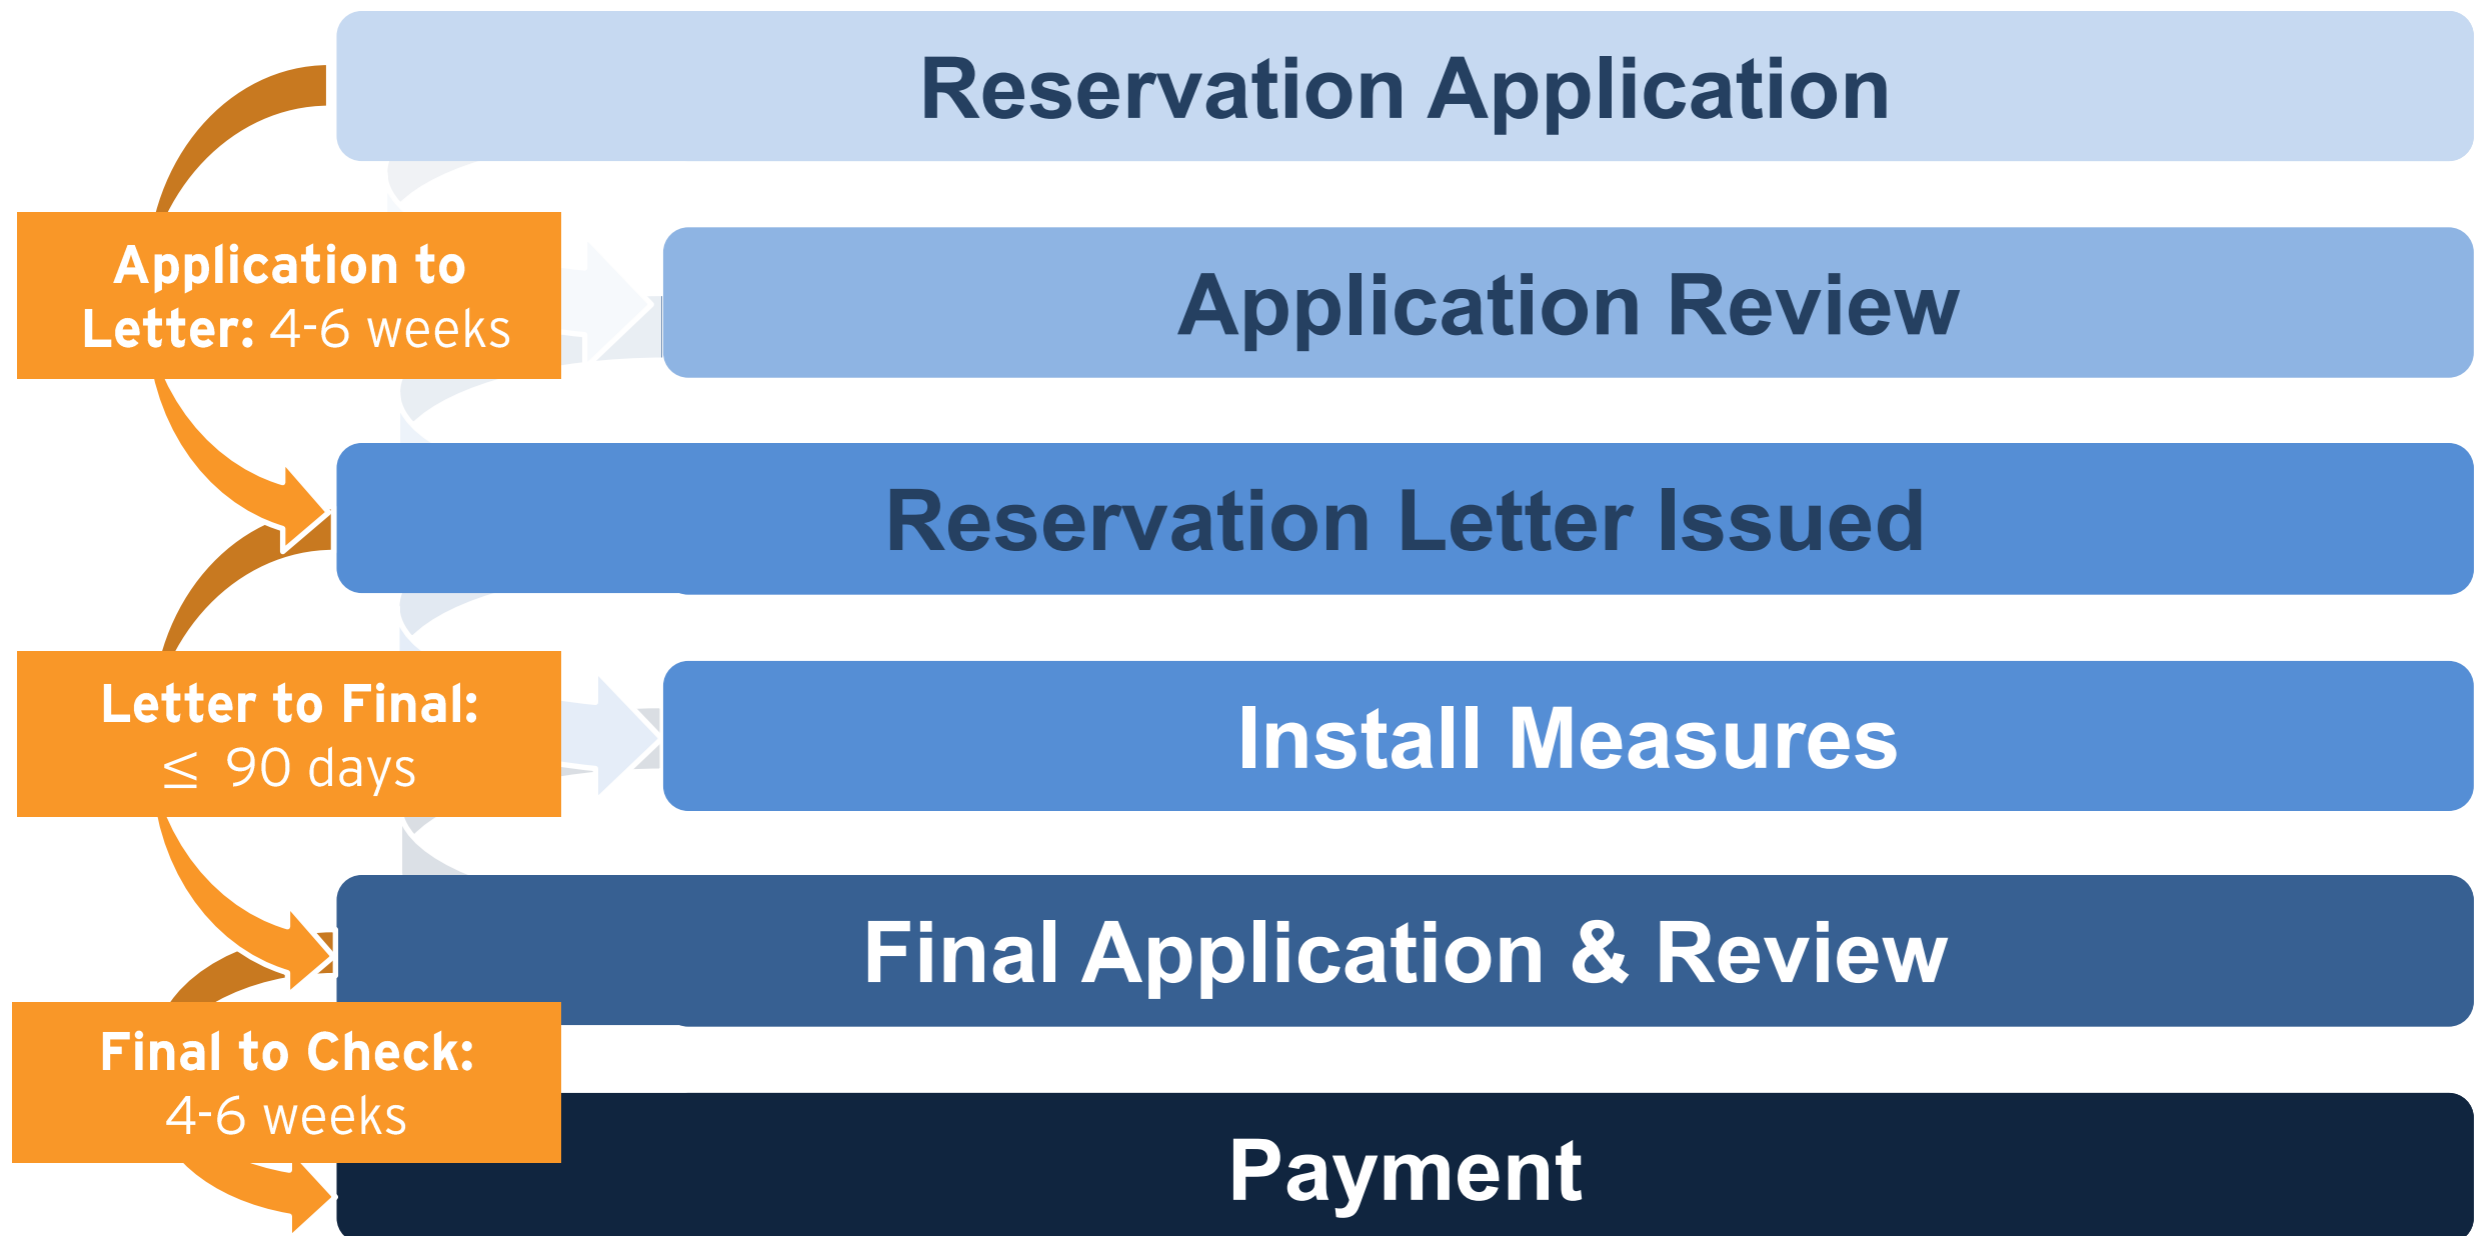 Reservation Application
Application to
Letter: 4-6 weeks
Application Review
Reservation Letter Issued
Letter to Final:
≤ 90 days
Install Measures
Final Application & Review
Final to Check:
4-6 weeks
Payment